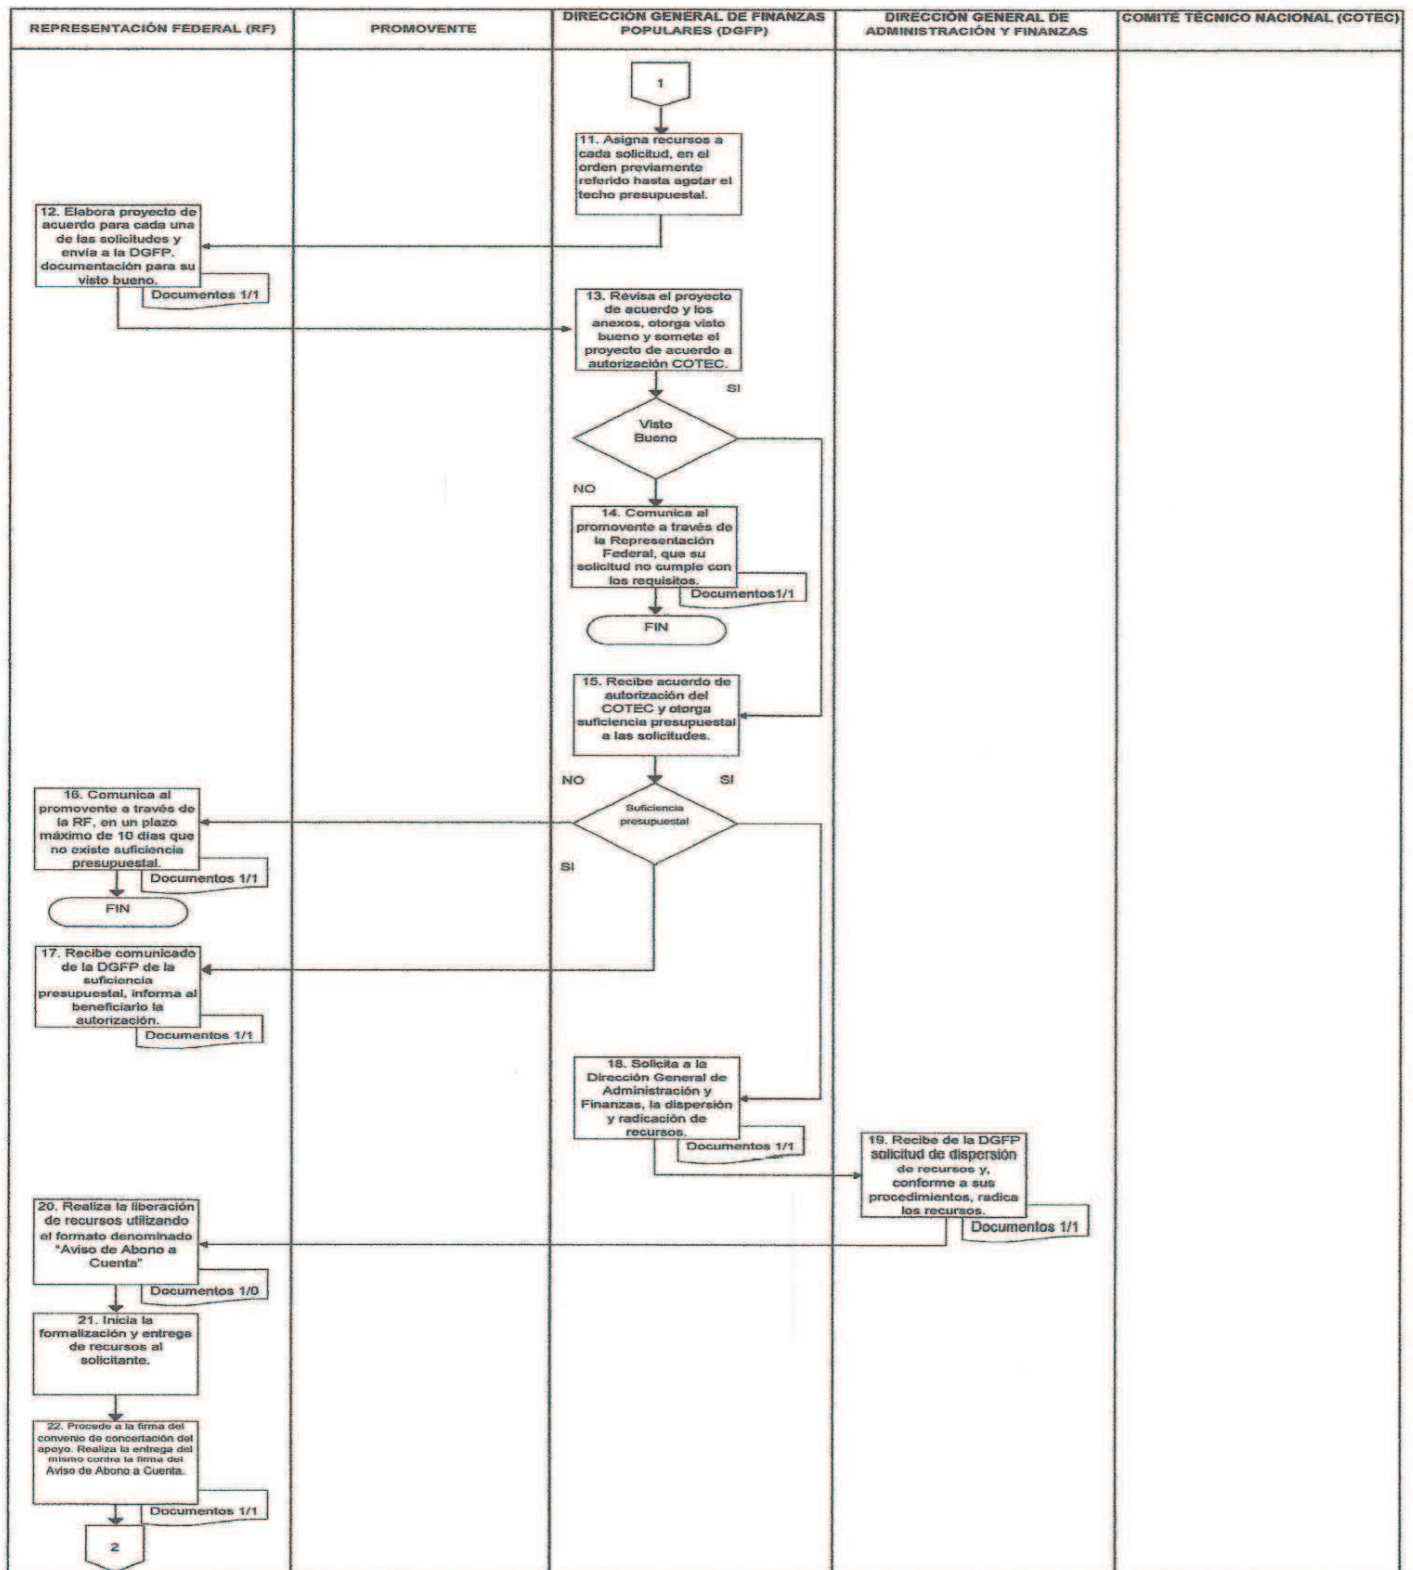 REPRESENTACIÓN FEDERAL (RF)
PROMOVENTE
DIRECCIÓN GENERAL DE FINANZAS
POPULARES (DGFP)
DIRECCIÓN GENERAL DE
ADMINISTRACIÓN Y FINANZAS
COMITÉ TÉCNICO NACIONAL (COTEC)
1
11. Asigna recursos a
cada solicitud, en el
orden previamente
referido hasta agotar el
techo presupuestal.
12. Elabora proyecto de
acuerdo para cada una
de las solicitudes y
envía a la DGFP,
documentación para su
visto bueno.
Documentos 1/1
13. Revisa el proyecto
de acuerdo y los
anexos, otorga visto
bueno y somete el
proyecto de acuerdo a
autorización COTEC.
SI
Visto
Bueno
NO
14. Comunica al
promovente a través de
la Representación
Federal, que su
solicitud no cumple con
los requisitos.
Documentos1/1
FIN
15. Recibe acuerdo de
autorización del
COTEC y otorga
suficiencia presupuestal
a las solicitudes.
NO
SI
Suficiencia
presupuestal
16. Comunica al
promovente a través de
la RF, en un plazo
máximo de 10 días que
no existe suficiencia
presupuestal.
Documentos 1/1
SI
FIN
17. Recibe comunicado
de la DGFP de la
suficiencia
presupuestal, informa al
beneficiario la
autorización.
Documentos 1/1
18. Solicita a la
Dirección General de
Administración y
Finanzas, la dispersión
y radicación de
recursos.
Documentos 1/1
19. Recibe de la DGFP
solicitud de dispersión
de recursos y,
conforme a sus
procedimientos, radica
los recursos.
Documentos 1/1
20. Realiza la liberación
de recursos utilizando
el formato denominado
"Aviso de Abono a
Cuenta"
Documentos 1/0
21. Inicia la
formalización y entrega
de recursos al
solicitante.
22. Procede a la firma del
convenio de concertación del
apoyo. Realiza la entrega del
mismo contra la firma del
Aviso de Abono a Cuenta.
Documentos 1/1
2